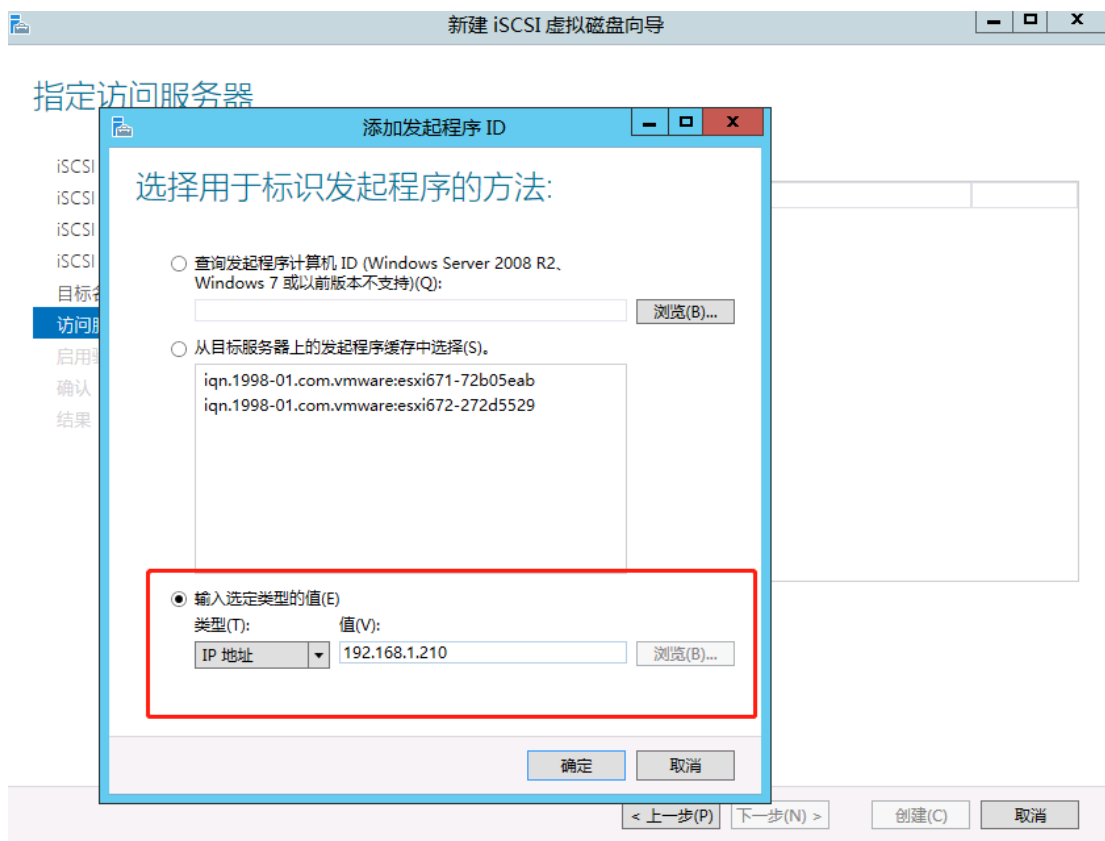 新建 iSCSI 虚拟磁盘向导
指定访问服务器
添加发起程序 ID
选择用于标识发起程序的方法:
iSCSI
iSCSI
iSCSI
iSCSI
目标
访问
启用
确认
结果
查询发起程序计算机 ID (Windows Server 2008 R2、
Windows 7 或以前版本不支持)(Q):
浏览(B)...
从目标服务器上的发起程序缓存中选择(S)。
iqn.1998-01.com.vmware:esxi671-72b05eab
iqn.1998-01.com.vmware:esxi672-272d5529
输入选定类型的值(E)
类型(T): 值(V):
IP 地址 192.168.1.210 浏览(B)...
确定 取消
< 上一步(P) 下一步(N) > 创建(C) 取消